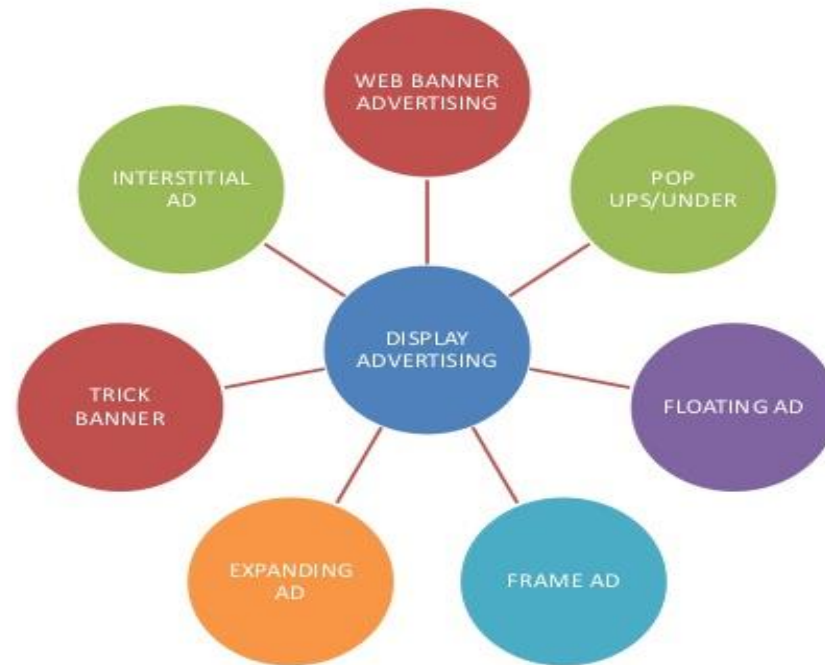 WEB BANNER
ADVERTISING
POP
UPS/UNDER
FLOATING AD
FRAME AD
EXPANDING
AD
TRICK
BANNER
INTERSTITIAL
AD
DISPLAY
ADVERTISING